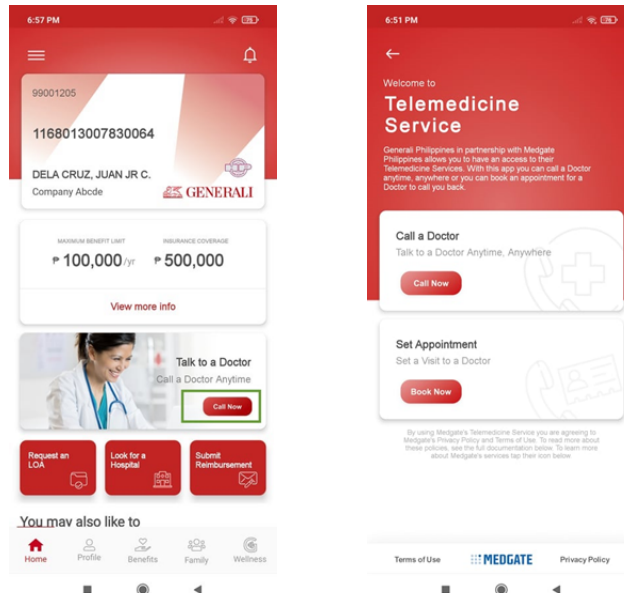 6:57 PM
75
99001205
1168013007830064
DELA CRUZ, JUAN JR C.
Company Abcde
GENERALI
MAXIMUM BENEFIT LIMIT
INSURANCE COVERAGE
₱ 100,000/yr
₱ 500,000
View more info
Talk to a Doctor
Call a Doctor Anytime
Call Now
Request an
LOA
Look for a
Hospital
Submit
Reimbursement
You may also like to
Home
Profile
Benefits
Family
Wellness
6:51 PM
Welcome to
Telemedicine
Service
Generali Philippines in partnership with Medgate
Philippines allows you to have an access to their
Telemedicine Services. With this app you can call a Doctor
anytime, anywhere or you can book an appointment for a
Doctor to call you back.
Call a Doctor
Talk to a Doctor Anytime, Anywhere
Call Now
Set Appointment
Set a Visit to a Doctor
Book Now
By using Medgate's Telemedicine Service you are agreeing to
Medgate's Privacy Policy and Terms of Use. To read more about
these policies, see the full documentation below. To learn more
about Medgate's services tap their icon below.
Terms of Use
MEDGATE
Privacy Policy